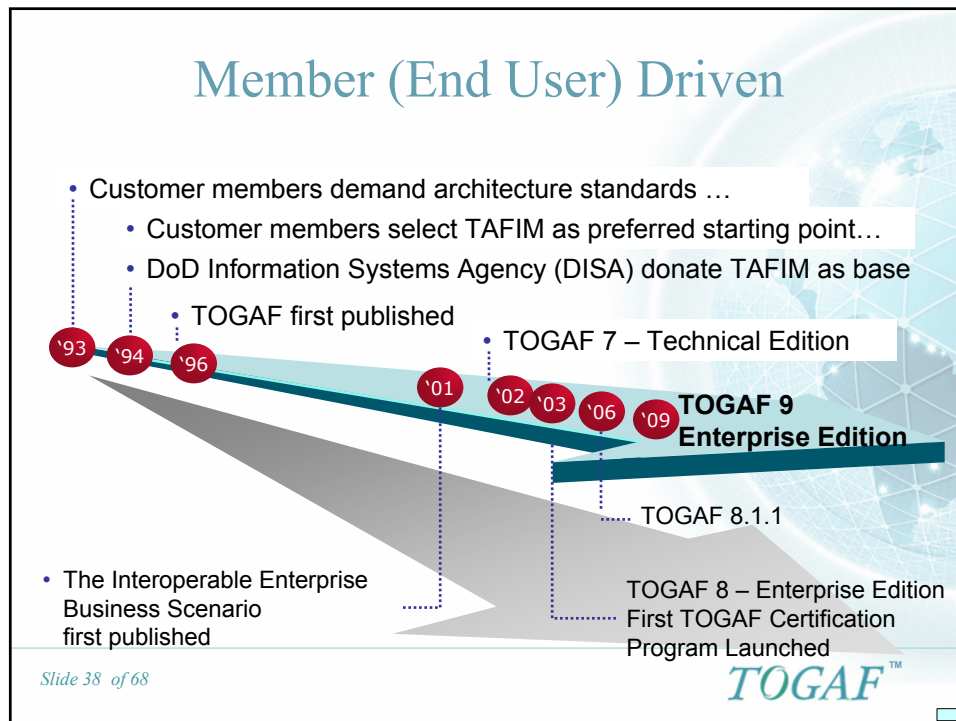 Member (End User) Driven
• Customer members demand architecture standards …
• Customer members select TAFIM as preferred starting point…
• DoD Information Systems Agency (DISA) donate TAFIM as base
• TOGAF first published
• TOGAF 7 – Technical Edition
‘93
‘94
‘96
‘01
‘02
‘03
‘06
‘09
TOGAF 9
Enterprise Edition
TOGAF 8.1.1
• The Interoperable Enterprise
Business Scenario
first published
TOGAF 8 – Enterprise Edition
First TOGAF Certification
Program Launched
Slide 38 of 68
TOGAF™